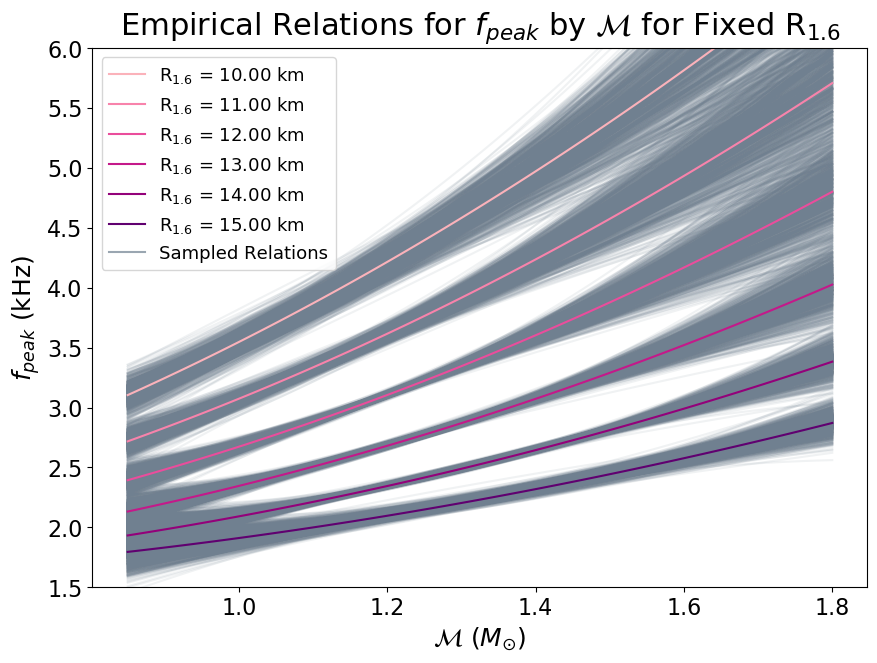 Empirical Relations for f_peak by ℳ for Fixed R_1.6
6.0
5.5
5.0
4.5
4.0
3.5
3.0
2.5
2.0
1.5
f_peak (kHz)
R_1.6 = 10.00 km
R_1.6 = 11.00 km
R_1.6 = 12.00 km
R_1.6 = 13.00 km
R_1.6 = 14.00 km
R_1.6 = 15.00 km
Sampled Relations
1.0 1.2 1.4 1.6 1.8
ℳ (M_⊙)